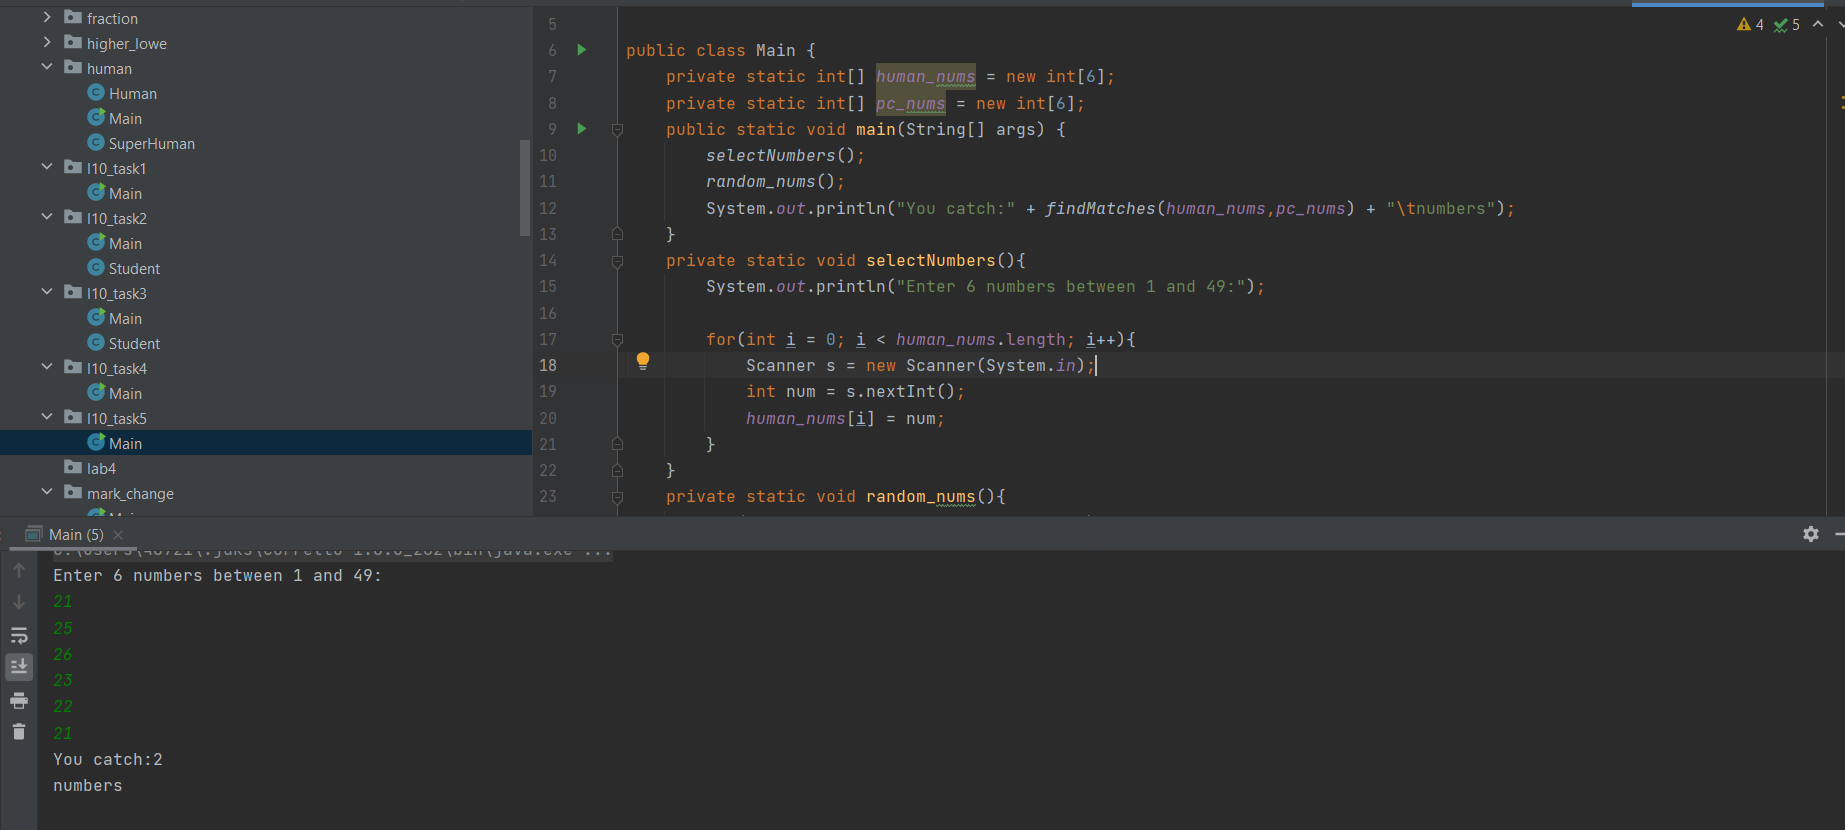 fraction
higher_lowe
human
Human
Main
SuperHuman
l10_task1
Main
l10_task2
Main
Student
l10_task3
Main
Student
l10_task4
Main
l10_task5
Main
lab4
mark_change
4 5
5
6 public class Main {
7 private static int[] human_nums = new int[6];
8 private static int[] pc_nums = new int[6];
9 public static void main(String[] args) {
10 selectNumbers();
11 random_nums();
12 System.out.println("You catch:" + findMatches(human_nums,pc_nums) + "\tnumbers");
13 }
14 private static void selectNumbers(){
15 System.out.println("Enter 6 numbers between 1 and 49:");
16
17 for(int i = 0; i < human_nums.length; i++){
18 Scanner s = new Scanner(System.in);
19 int num = s.nextInt();
20 human_nums[i] = num;
21 }
22 }
23 private static void random_nums(){
Main (5)
Enter 6 numbers between 1 and 49:
21
25
26
23
22
21
You catch:2
numbers